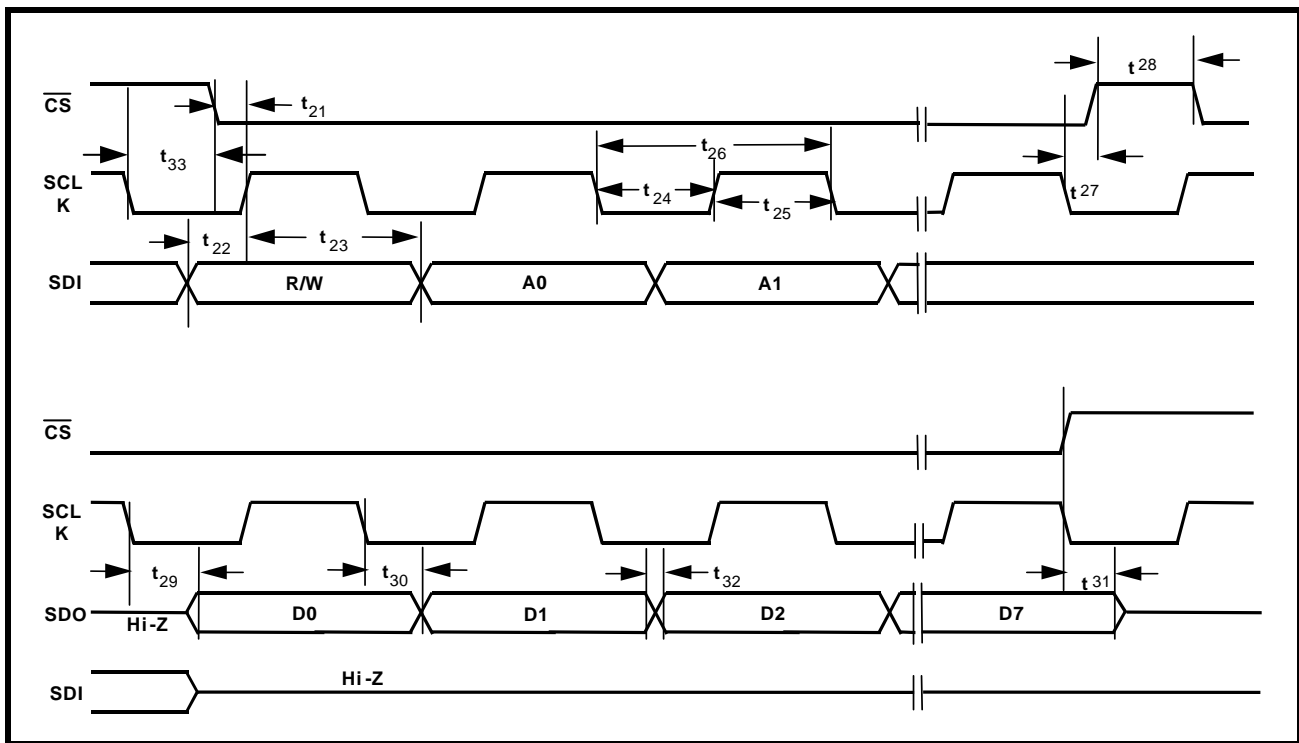 t28
CS
t21
t26
t33
SCL
K
t24
t27
t25
t22
t23
SDI
R/W
A0
A1
CS
SCL
K
t29
t30
t32
t31
SDO
Hi-Z
D0
D1
D2
D7
Hi-Z
SDI